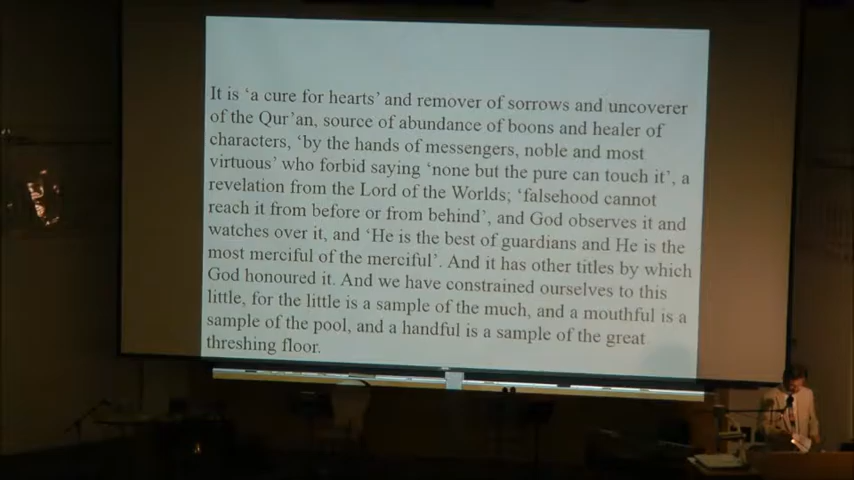 It is ‘a cure for hearts’ and remover of sorrows and uncoverer
of the Qur’an, source of abundance of boons and healer of
characters, ‘by the hands of messengers, noble and most
virtuous’ who forbid saying ‘none but the pure can touch it’, a
revelation from the Lord of the Worlds; ‘falsehood cannot
reach it from before or from behind’, and God observes it and
watches over it, and ‘He is the best of guardians and He is the
most merciful of the merciful’. And it has other titles by which
God honoured it. And we have constrained ourselves to this
little, for the little is a sample of the much, and a mouthful is a
sample of the pool, and a handful is a sample of the great
threshing floor.